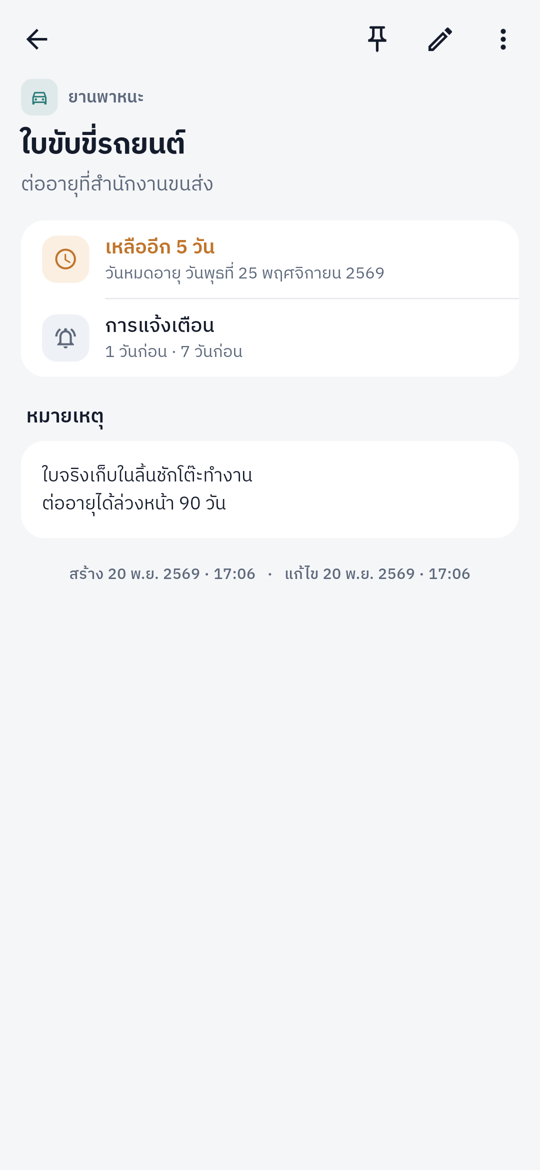 ยานพาหนะ
ใบขับขี่รถยนต์
ต่ออายุที่สำนักงานขนส่ง
เหลืออีก 5 วัน
วันหมดอายุ วันพุธที่ 25 พฤศจิกายน 2569
การแจ้งเตือน
1 วันก่อน · 7 วันก่อน
หมายเหตุ
ใบจริงเก็บในลิ้นชักโต๊ะทำงาน
ต่ออายุได้ล่วงหน้า 90 วัน
สร้าง 20 พ.ย. 2569 · 17:06 · แก้ไข 20 พ.ย. 2569 · 17:06